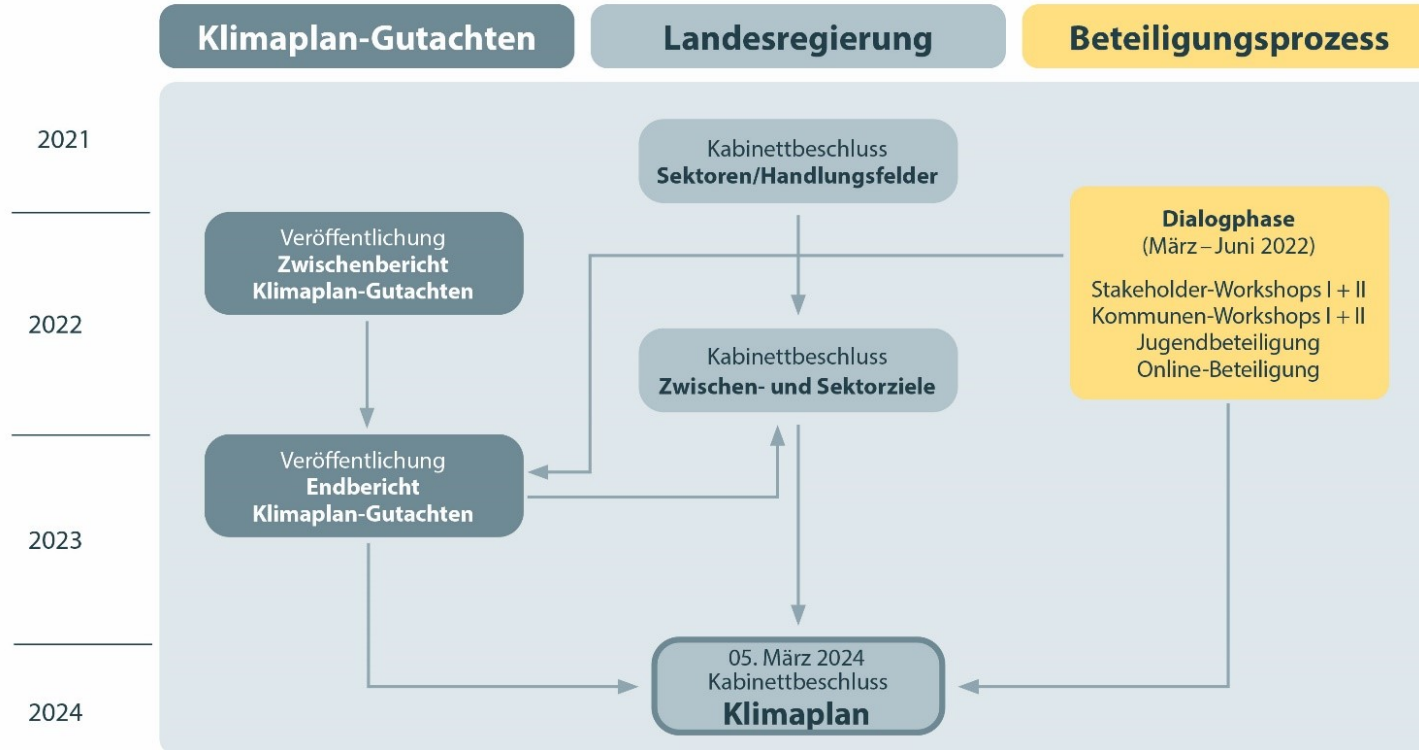 Klimaplan-Gutachten
Landesregierung
Beteiligungsprozess
2021
Kabinettbeschluss
Sektoren/Handlungsfelder
Veröffentlichung
Zwischenbericht
Klimaplan-Gutachten
Dialogphase
(März – Juni 2022)
Stakeholder-Workshops I + II
Kommunen-Workshops I + II
Jugendbeteiligung
Online-Beteiligung
2022
Kabinettbeschluss
Zwischen- und Sektorziele
Veröffentlichung
Endbericht
Klimaplan-Gutachten
2023
05. März 2024
Kabinettbeschluss
Klimaplan
2024